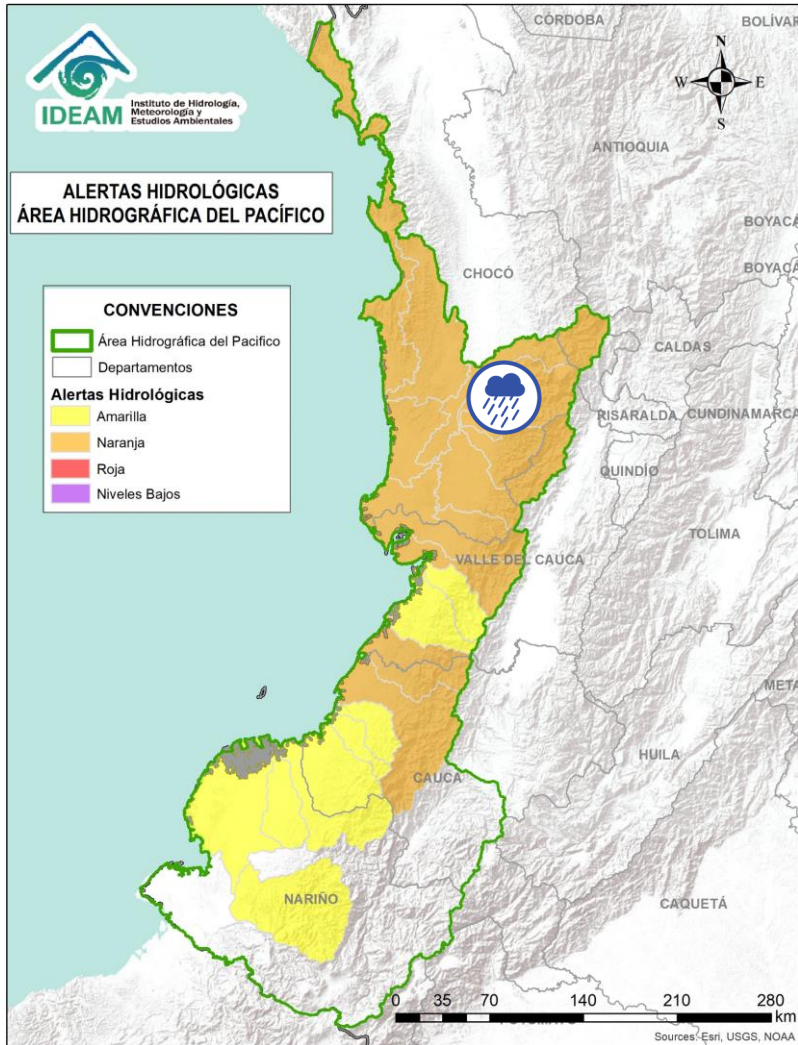 CÓRDOBA
BOLÍVAR
IDEAM
Instituto de Hidrología,
Meteorología y
Estudios Ambientales
N
W
E
S
ANTIOQUIA
ALERTAS HIDROLÓGICAS
ÁREA HIDROGRÁFICA DEL PACÍFICO
BOYACÁ
BOYACÁ
CHOCÓ
CONVENCIONES
Área Hidrográfica del Pacifico
Departamentos
Alertas Hidrológicas
Amarilla
Naranja
Roja
Niveles Bajos
CALDAS
RISARALDA
CUNDINAMARCA
QUINDÍO
TOLIMA
VALLE DEL CAUCA
META
HUILA
CAUCA
NARIÑO
CAQUETÁ
0 35 70 140 210 280
km
Sources: Esri, USGS, NOAA